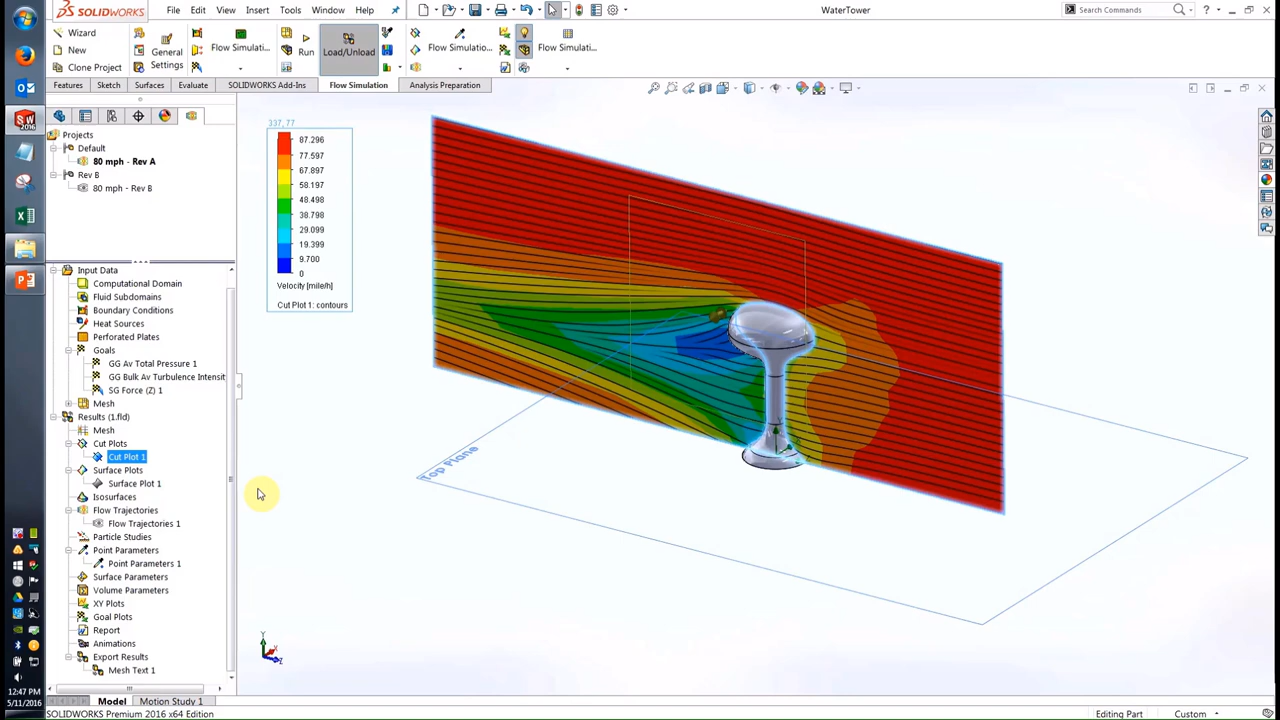 SOLIDWORKS File Edit View Insert Tools Window Help WaterTower Search Commands ?
Wizard
New
Clone Project
General Settings
Flow Simulati...
Run
Load/Unload
Flow Simulatio...
Flow Simulati...
Features Sketch Surfaces Evaluate SOLIDWORKS Add-Ins Flow Simulation Analysis Preparation
Projects
Default
80 mph - Rev A
Rev B
80 mph - Rev B
Input Data
Computational Domain
Fluid Subdomains
Boundary Conditions
Heat Sources
Perforated Plates
Goals
GG Av Total Pressure 1
GG Bulk Av Turbulence Intensit
SG Force (Z) 1
Mesh
Results (1.fld)
Mesh
Cut Plots
Cut Plot 1
Surface Plots
Surface Plot 1
Isosurfaces
Flow Trajectories
Flow Trajectories 1
Particle Studies
Point Parameters
Point Parameters 1
Surface Parameters
Volume Parameters
XY Plots
Goal Plots
Report
Animations
Export Results
Mesh Text 1
337,77
87.296
77.597
67.897
58.197
48.498
38.798
29.099
19.399
9.700
0
Velocity [mile/h]
Cut Plot 1: contours
Top Plane
Y
X
Z
12:47 PM
5/11/2016
Model Motion Study 1
SOLIDWORKS Premium 2016 x64 Edition Editing Part Custom